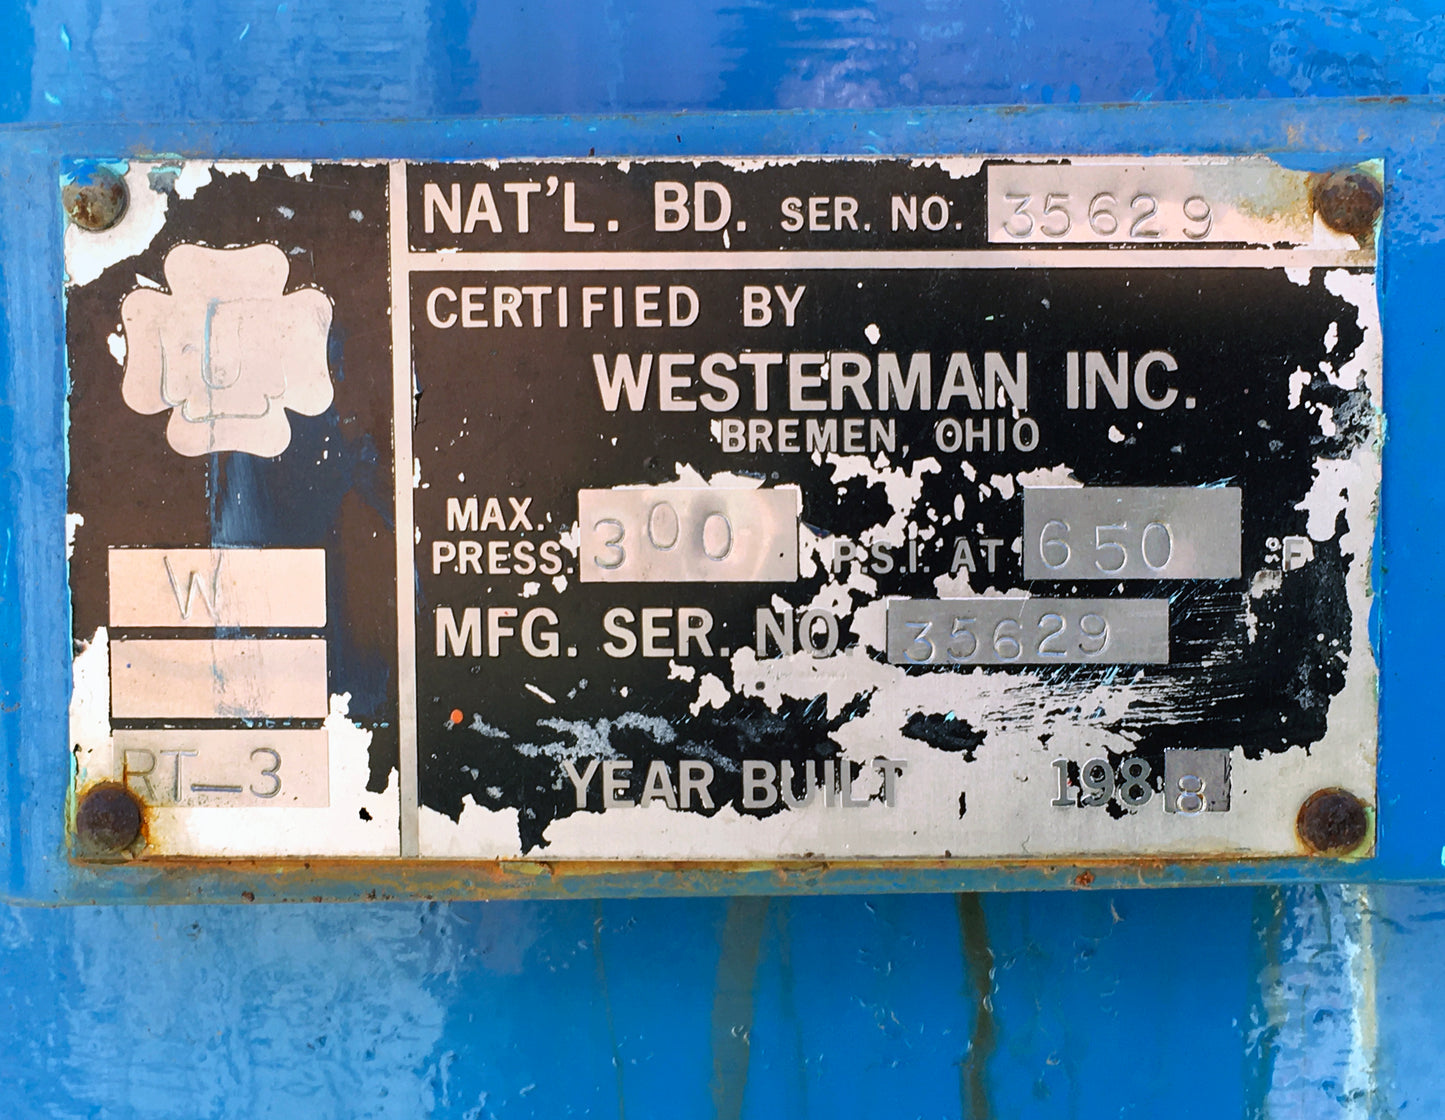 NAT'L. BD. SER. NO. 35629
CERTIFIED BY
WESTERMAN INC.
BREMEN, OHIO
MAX. PRESS. 300 P.S.I. AT 650 °F
MFG. SER. NO. 35629
YEAR BUILT 1988
U
W
RT-3